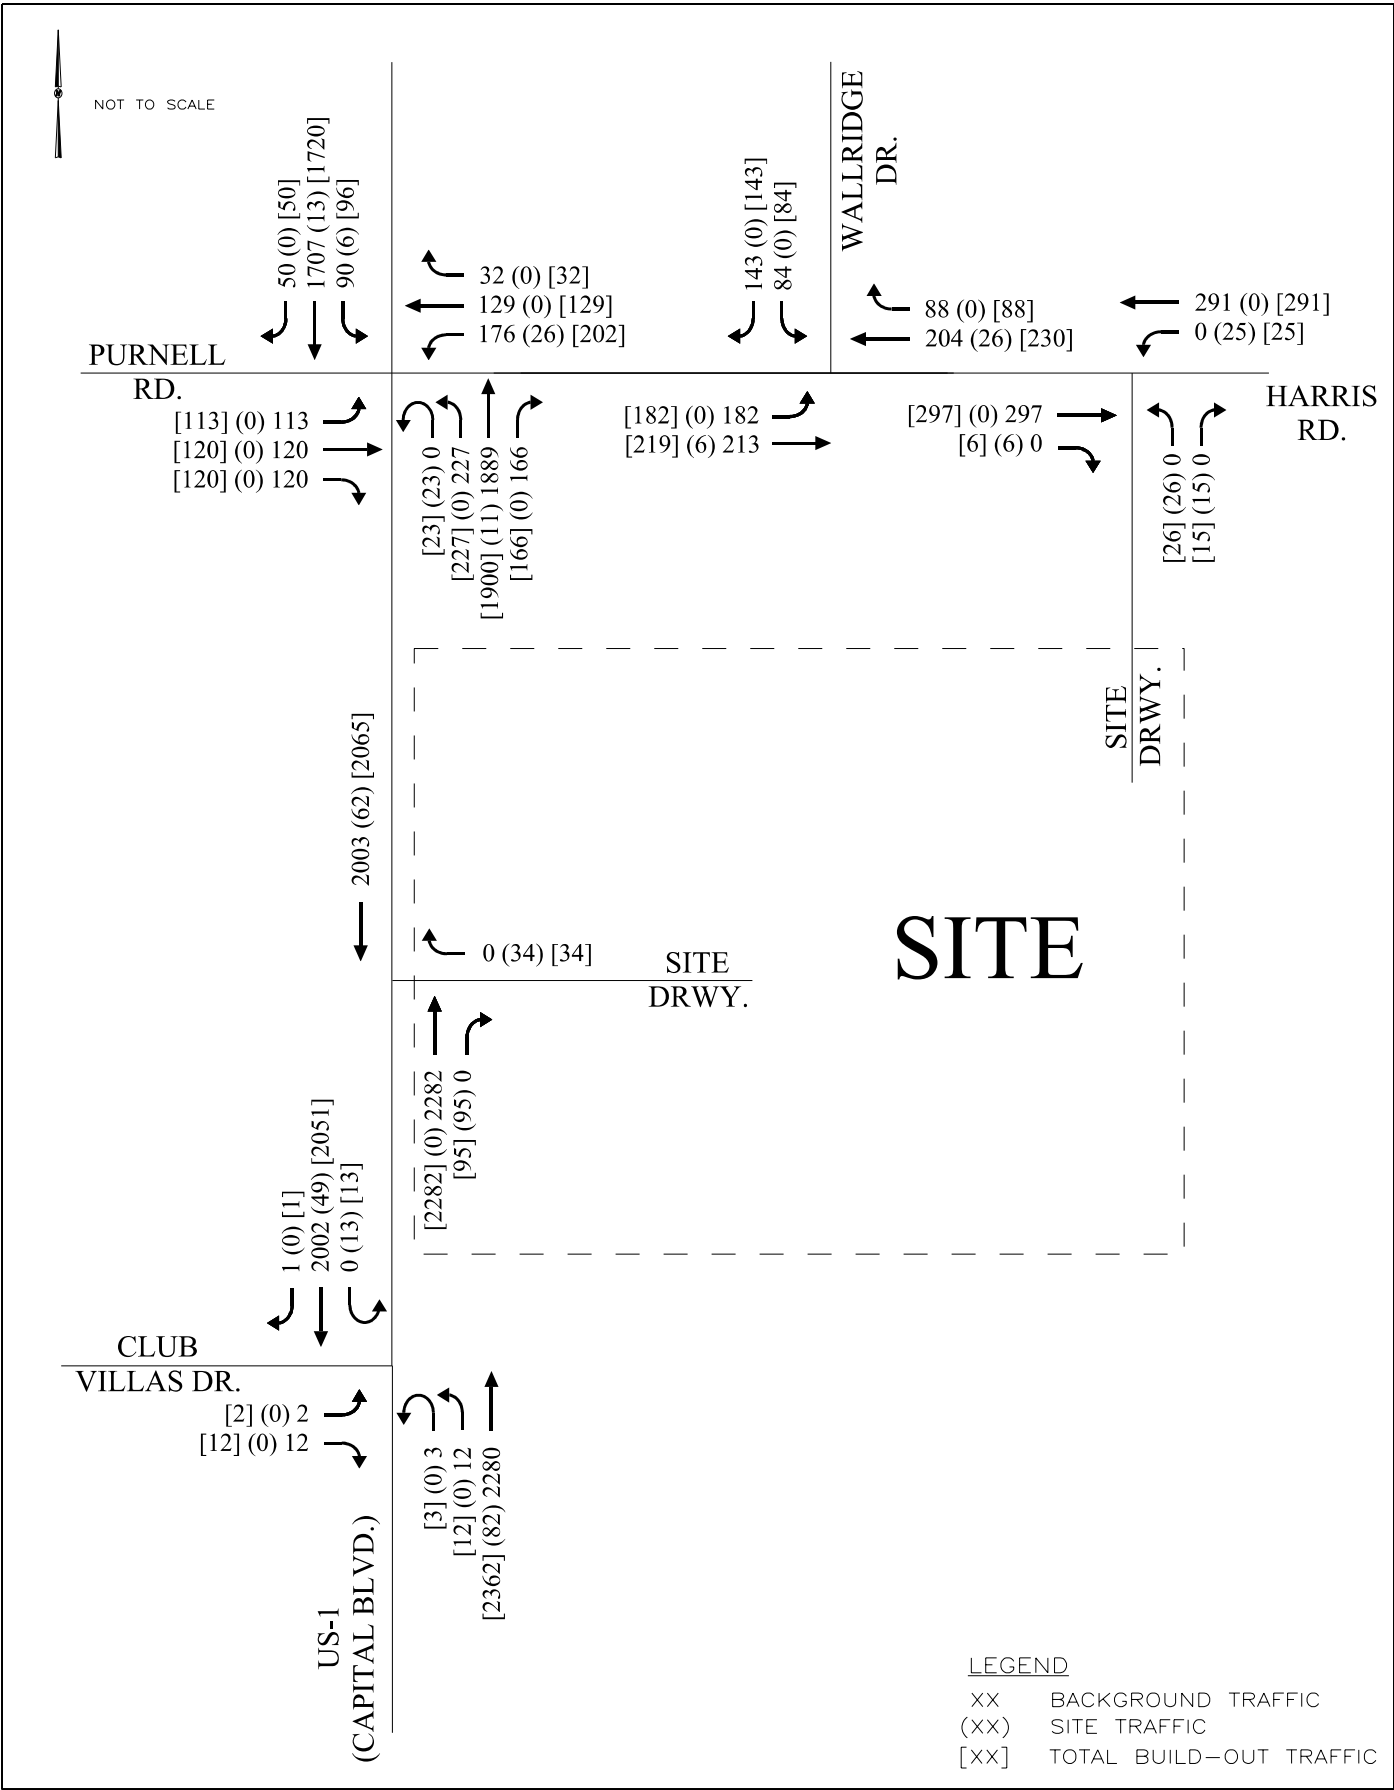 NOT TO SCALE
50 (0) [50]
1707 (13) [1720]
90 (6) [96]
32 (0) [32]
129 (0) [129]
176 (26) [202]
143 (0) [143]
84 (0) [84]
WALLRIDGE
DR.
88 (0) [88]
204 (26) [230]
291 (0) [291]
0 (25) [25]
PURNELL
RD.
HARRIS
RD.
[113] (0) 113
[120] (0) 120
[120] (0) 120
[23] (23) 0
[227] (0) 227
[1900] (11) 1889
[166] (0) 166
[182] (0) 182
[219] (6) 213
[297] (0) 297
[6] (6) 0
[26] (26) 0
[15] (15) 0
SITE
DRWY.
2003 (62) [2065]
SITE
0 (34) [34]
SITE
DRWY.
[2282] (0) 2282
[95] (95) 0
1 (0) [1]
2002 (49) [2051]
0 (13) [13]
CLUB
VILLAS DR.
[2] (0) 2
[12] (0) 12
[3] (0) 3
[12] (0) 12
[2362] (82) 2280
US-1
(CAPITAL BLVD.)
LEGEND
XX BACKGROUND TRAFFIC
(XX) SITE TRAFFIC
[XX] TOTAL BUILD-OUT TRAFFIC